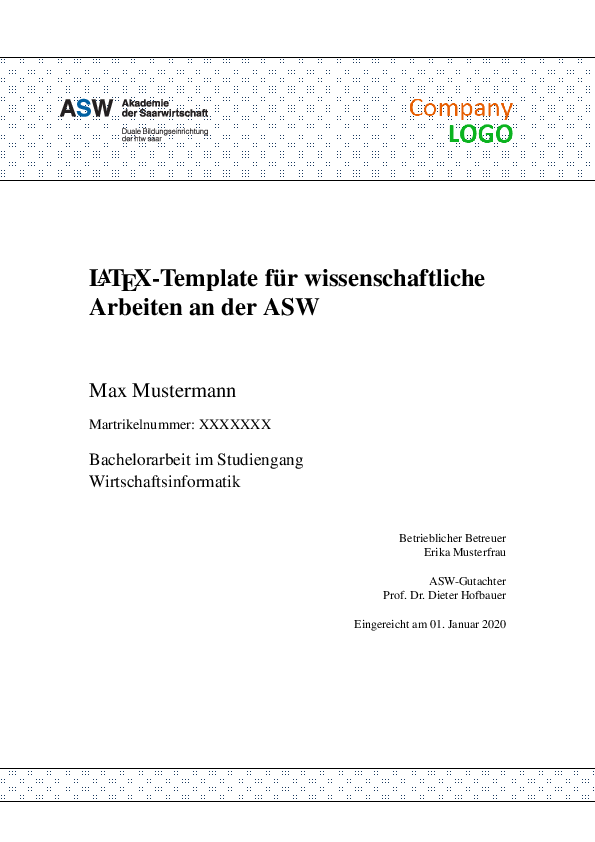 ASW Akademie
der Saarwirtschaft
Duale Bildungseinrichtung
der htw saar
Company
LOGO
LATEX-Template für wissenschaftliche
Arbeiten an der ASW
Max Mustermann
Martrikelnummer: XXXXXXX
Bachelorarbeit im Studiengang
Wirtschaftsinformatik
Betrieblicher Betreuer
Erika Musterfrau
ASW-Gutachter
Prof. Dr. Dieter Hofbauer
Eingereicht am 01. Januar 2020